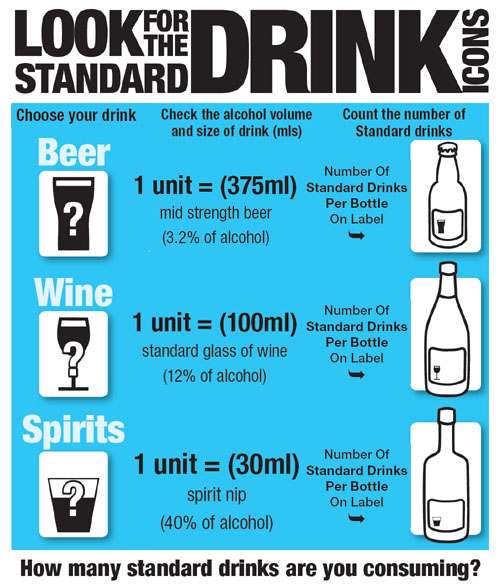 LOOK FOR THE STANDARD DRINK ICONS
Choose your drink
Check the alcohol volume
and size of drink (mls)
Count the number of
Standard drinks
Beer
?
1 unit = (375ml)
mid strength beer
(3.2% of alcohol)
Number Of
Standard Drinks
Per Bottle
On Label
Wine
?
1 unit = (100ml)
standard glass of wine
(12% of alcohol)
Number Of
Standard Drinks
Per Bottle
On Label
Spirits
?
1 unit = (30ml)
spirit nip
(40% of alcohol)
Number Of
Standard Drinks
Per Bottle
On Label
How many standard drinks are you consuming?